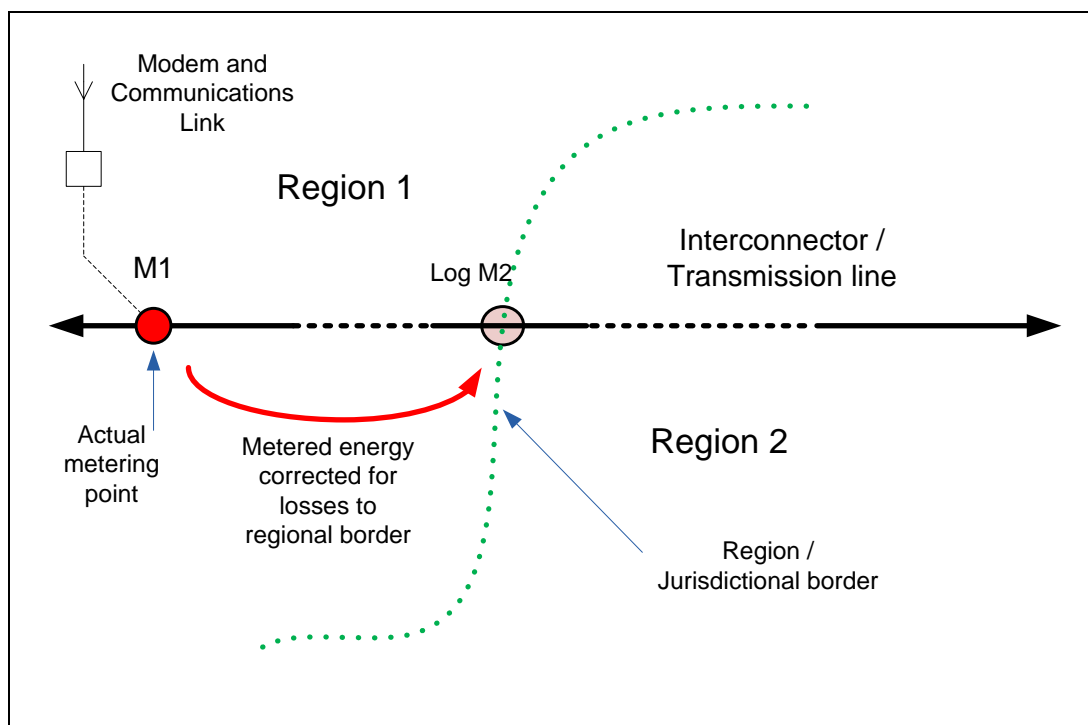 Modem and
Communications
Link
Region 1
Interconnector /
Transmission line
M1
Log M2
Actual
metering
point
Metered energy
corrected for
losses to
regional border
Region 2
Region /
Jurisdictional border